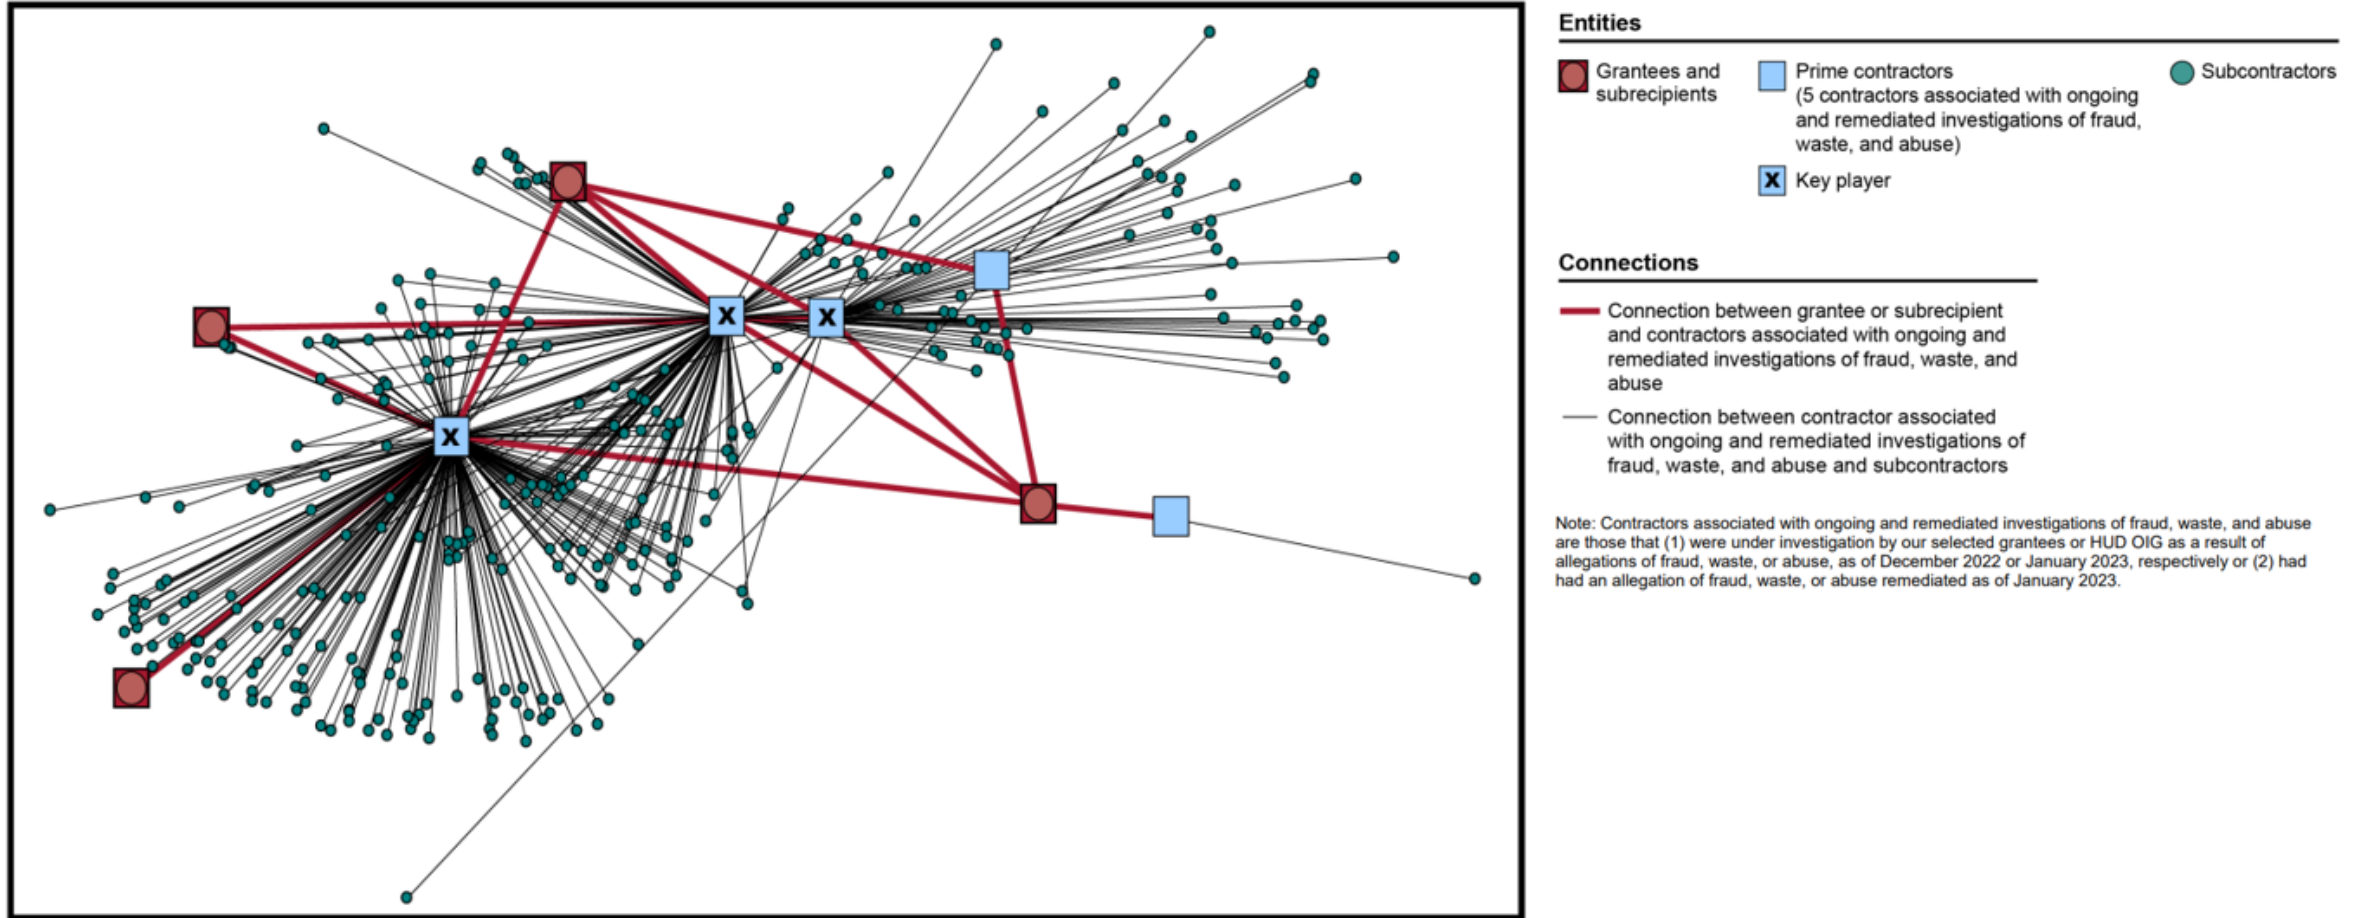 Entities
Grantees and
subrecipients
Prime contractors
(5 contractors associated with ongoing
and remediated investigations of fraud,
waste, and abuse)
Subcontractors
X Key player
Connections
Connection between grantee or subrecipient
and contractors associated with ongoing and
remediated investigations of fraud, waste, and
abuse
Connection between contractor associated
with ongoing and remediated investigations of
fraud, waste, and abuse and subcontractors
Note: Contractors associated with ongoing and remediated investigations of fraud, waste, and abuse
are those that (1) were under investigation by our selected grantees or HUD OIG as a result of
allegations of fraud, waste, or abuse, as of December 2022 or January 2023, respectively or (2) had
had an allegation of fraud, waste, or abuse remediated as of January 2023.
X
X
X